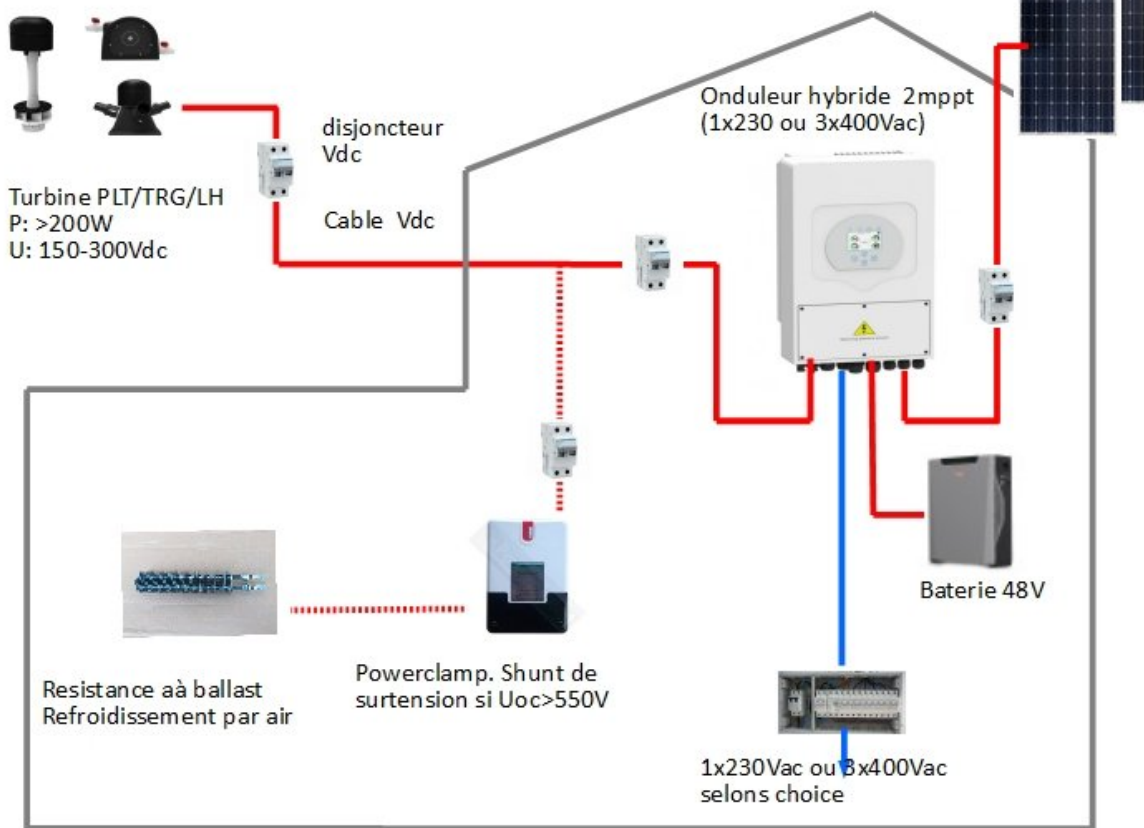 Onduleur hybride 2mppt
(1x230 ou 3x400Vac)
disjoncteur
Vdc
Turbine PLT/TRG/LH
P: >200W
U: 150-300Vdc
Cable Vdc
Baterie 48V
Resistance aà ballast
Refroidissement par air
Powerclamp. Shunt de
surtension si Uoc>550V
1x230Vac ou 3x400Vac
selons choice